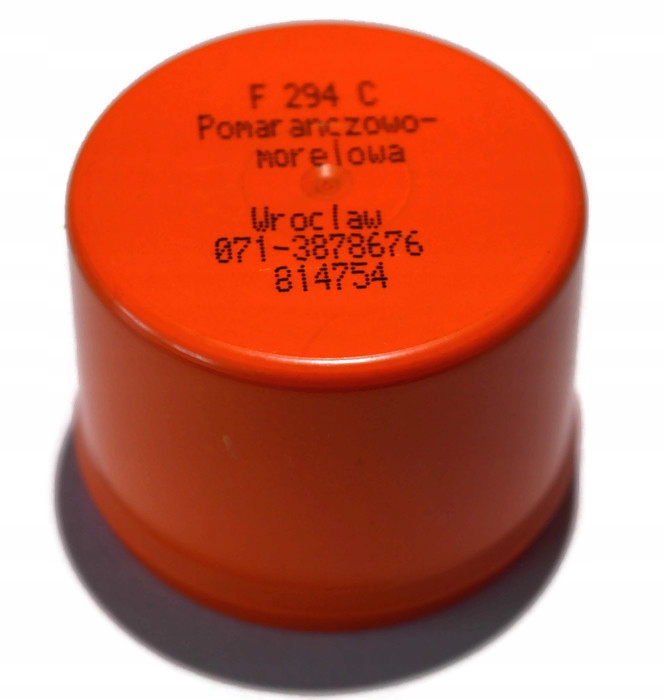 F 294 C
Pomaranczowo-
morelowa
Wroclaw
071-3878676
814754